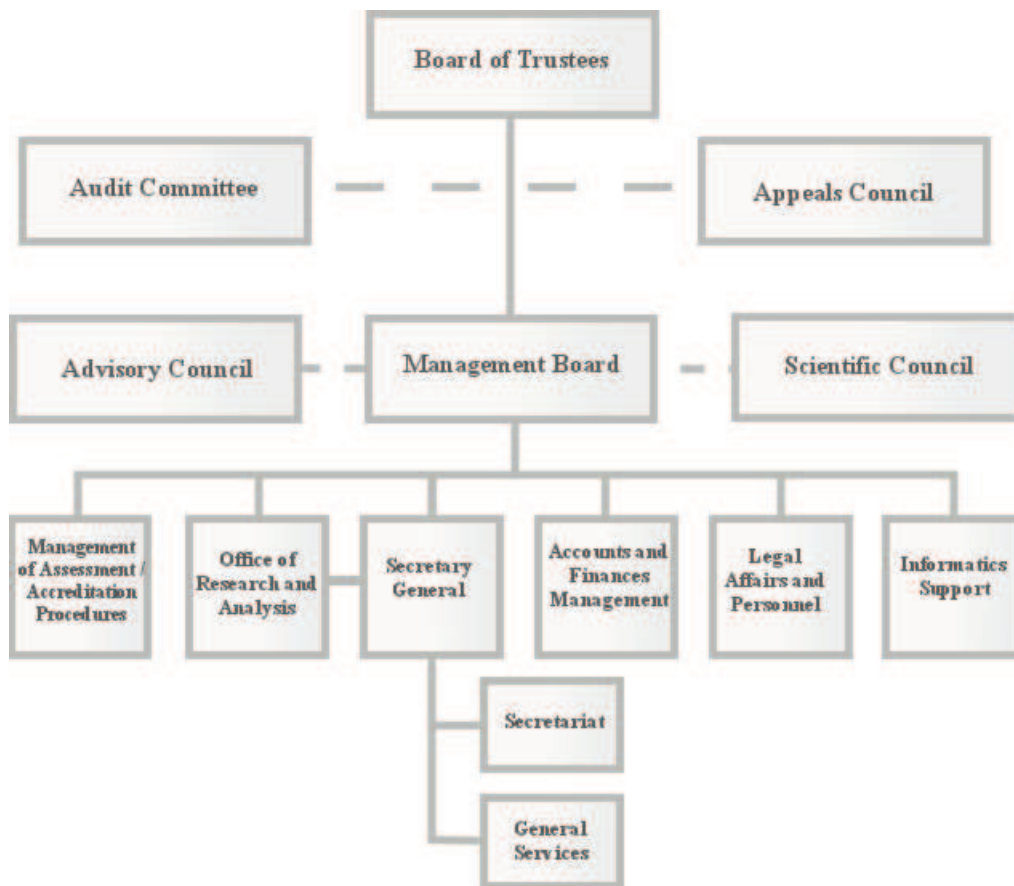 Board of Trustees
Audit Committee
Appeals Council
Advisory Council
Management Board
Scientific Council
Management
of Assessment /
Accreditation
Procedures
Office of
Research and
Analysis
Secretary
General
Accounts and
Finances
Management
Legal
Affairs and
Personnel
Informatics
Support
Secretariat
General
Services